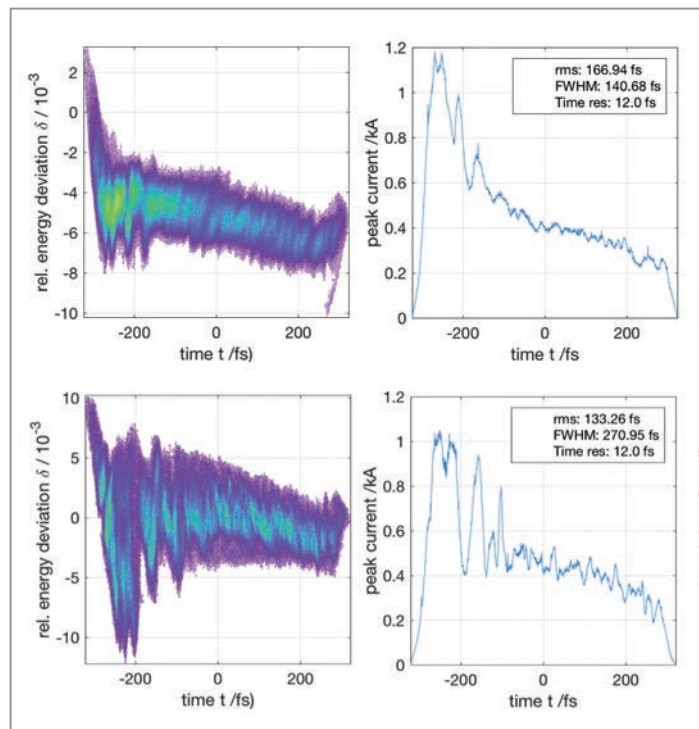 rel. energy deviation δ / 10⁻³
2
0
-2
-4
-6
-8
-10
-200
0
200
time t /fs)
peak current /kA
1.2
1
0.8
0.6
0.4
0.2
0
-200
0
200
time t /fs)
rms: 166.94 fs
FWHM: 140.68 fs
Time res: 12.0 fs
rel. energy deviation δ / 10⁻³
10
5
0
-5
-10
-200
0
200
time t /fs)
peak current /kA
1.2
1
0.8
0.6
0.4
0.2
0
-200
0
200
time t /fs)
rms: 133.26 fs
FWHM: 270.95 fs
Time res: 12.0 fs